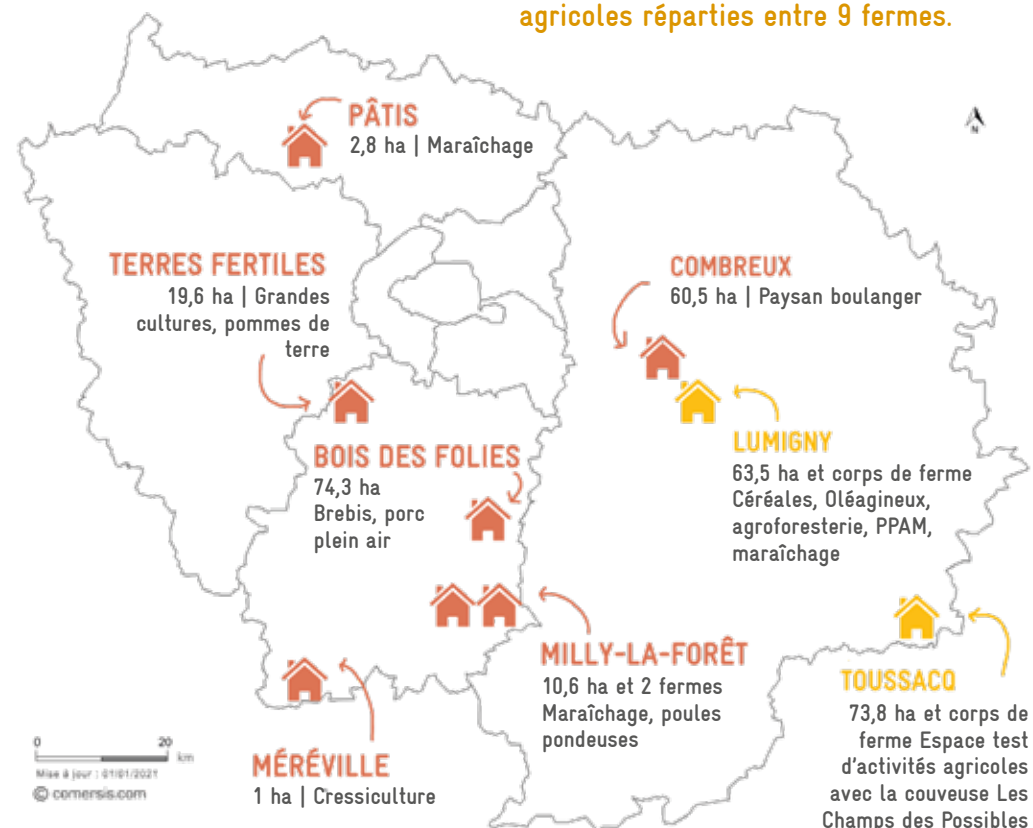 agricoles réparties entre 9 fermes.
PÂTIS
2,8 ha | Maraîchage
N
TERRES FERTILES
19,6 ha | Grandes
cultures, pommes de
terre
COMBREUX
60,5 ha | Paysan boulanger
LUMIGNY
63,5 ha et corps de ferme
Céréales, Oléagineux,
agroforesterie, PPAM,
maraîchage
BOIS DES FOLIES
74,3 ha
Brebis, porc
plein air
MILLY-LA-FORÊT
10,6 ha et 2 fermes
Maraîchage, poules
pondeuses
TOUSSACQ
73,8 ha et corps de
ferme Espace test
d'activités agricoles
avec la couveuse Les
Champs des Possibles
MÉRÉVILLE
1 ha | Cressiculture
0 20
km
Mise à jour : 01/01/2021
© comersis.com